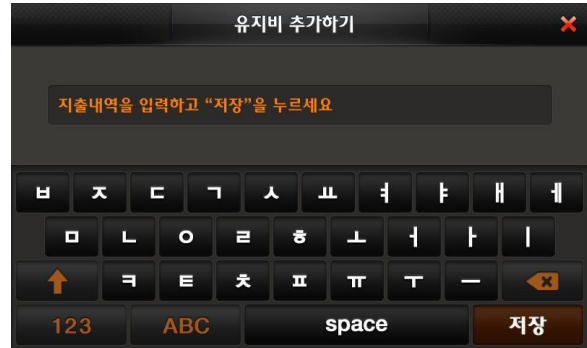 유지비 추가하기
지출내역을 입력하고 “저장”을 누르세요
ㅂ ㅈ ㄷ ㄱ ㅅ ㅛ ㅕ ㅑ ㅐ ㅔ
ㅁ ㄴ ㅇ ㄹ ㅎ ㅗ ㅓ ㅏ ㅣ
ㅋ ㅌ ㅊ ㅍ ㅠ ㅜ ㅡ
123 ABC space 저장